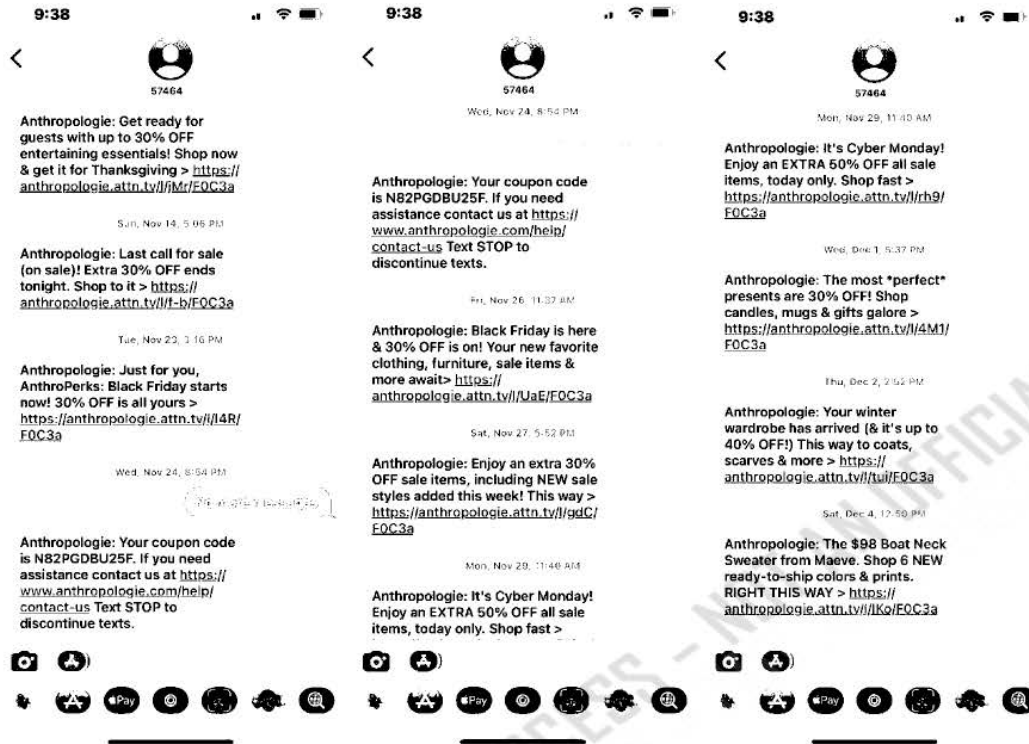 9:38
57464
Anthropologie: Get ready for
guests with up to 30% OFF
entertaining essentials! Shop now
& get it for Thanksgiving > https://
anthropologie.attn.tv/l/jMr/F0C3a
Sun, Nov 14, 5:06 PM
Anthropologie: Last call for sale
(on sale)! Extra 30% OFF ends
tonight. Shop to it > https://
anthropologie.attn.tv/l/f-b/F0C3a
Tue, Nov 23, 3:16 PM
Anthropologie: Just for you,
AnthroPerks: Black Friday starts
now! 30% OFF is all yours >
https://anthropologie.attn.tv/l/l4R/
F0C3a
Wed, Nov 24, 8:54 PM
Anthropologie: Your coupon code
is N82PGDBU25F. If you need
assistance contact us at https://
www.anthropologie.com/help/
contact-us Text STOP to
discontinue texts.
Pay
9:38
57464
Wed, Nov 24, 8:54 PM
Anthropologie: Your coupon code
is N82PGDBU25F. If you need
assistance contact us at https://
www.anthropologie.com/help/
contact-us Text STOP to
discontinue texts.
Fri, Nov 26, 11:37 AM
Anthropologie: Black Friday is here
& 30% OFF is on! Your new favorite
clothing, furniture, sale items &
more await> https://
anthropologie.attn.tv/l/UaE/F0C3a
Sat, Nov 27, 5:52 PM
Anthropologie: Enjoy an extra 30%
OFF sale items, including NEW sale
styles added this week! This way >
https://anthropologie.attn.tv/l/gdC/
F0C3a
Mon, Nov 29, 11:40 AM
Anthropologie: It's Cyber Monday!
Enjoy an EXTRA 50% OFF all sale
items, today only. Shop fast >
Pay
9:38
57464
Mon, Nov 29, 11:40 AM
Anthropologie: It's Cyber Monday!
Enjoy an EXTRA 50% OFF all sale
items, today only. Shop fast >
https://anthropologie.attn.tv/l/rh9/
F0C3a
Wed, Dec 1, 5:37 PM
Anthropologie: The most *perfect*
presents are 30% OFF! Shop
candles, mugs & gifts galore >
https://anthropologie.attn.tv/l/4M1/
F0C3a
Thu, Dec 2, 2:52 PM
Anthropologie: Your winter
wardrobe has arrived (& it's up to
40% OFF!) This way to coats,
scarves & more > https://
anthropologie.attn.tv/l/tui/F0C3a
Sat, Dec 4, 12:50 PM
Anthropologie: The $98 Boat Neck
Sweater from Maeve. Shop 6 NEW
ready-to-ship colors & prints.
RIGHT THIS WAY > https://
anthropologie.attn.tv/l/IKo/F0C3a
Pay